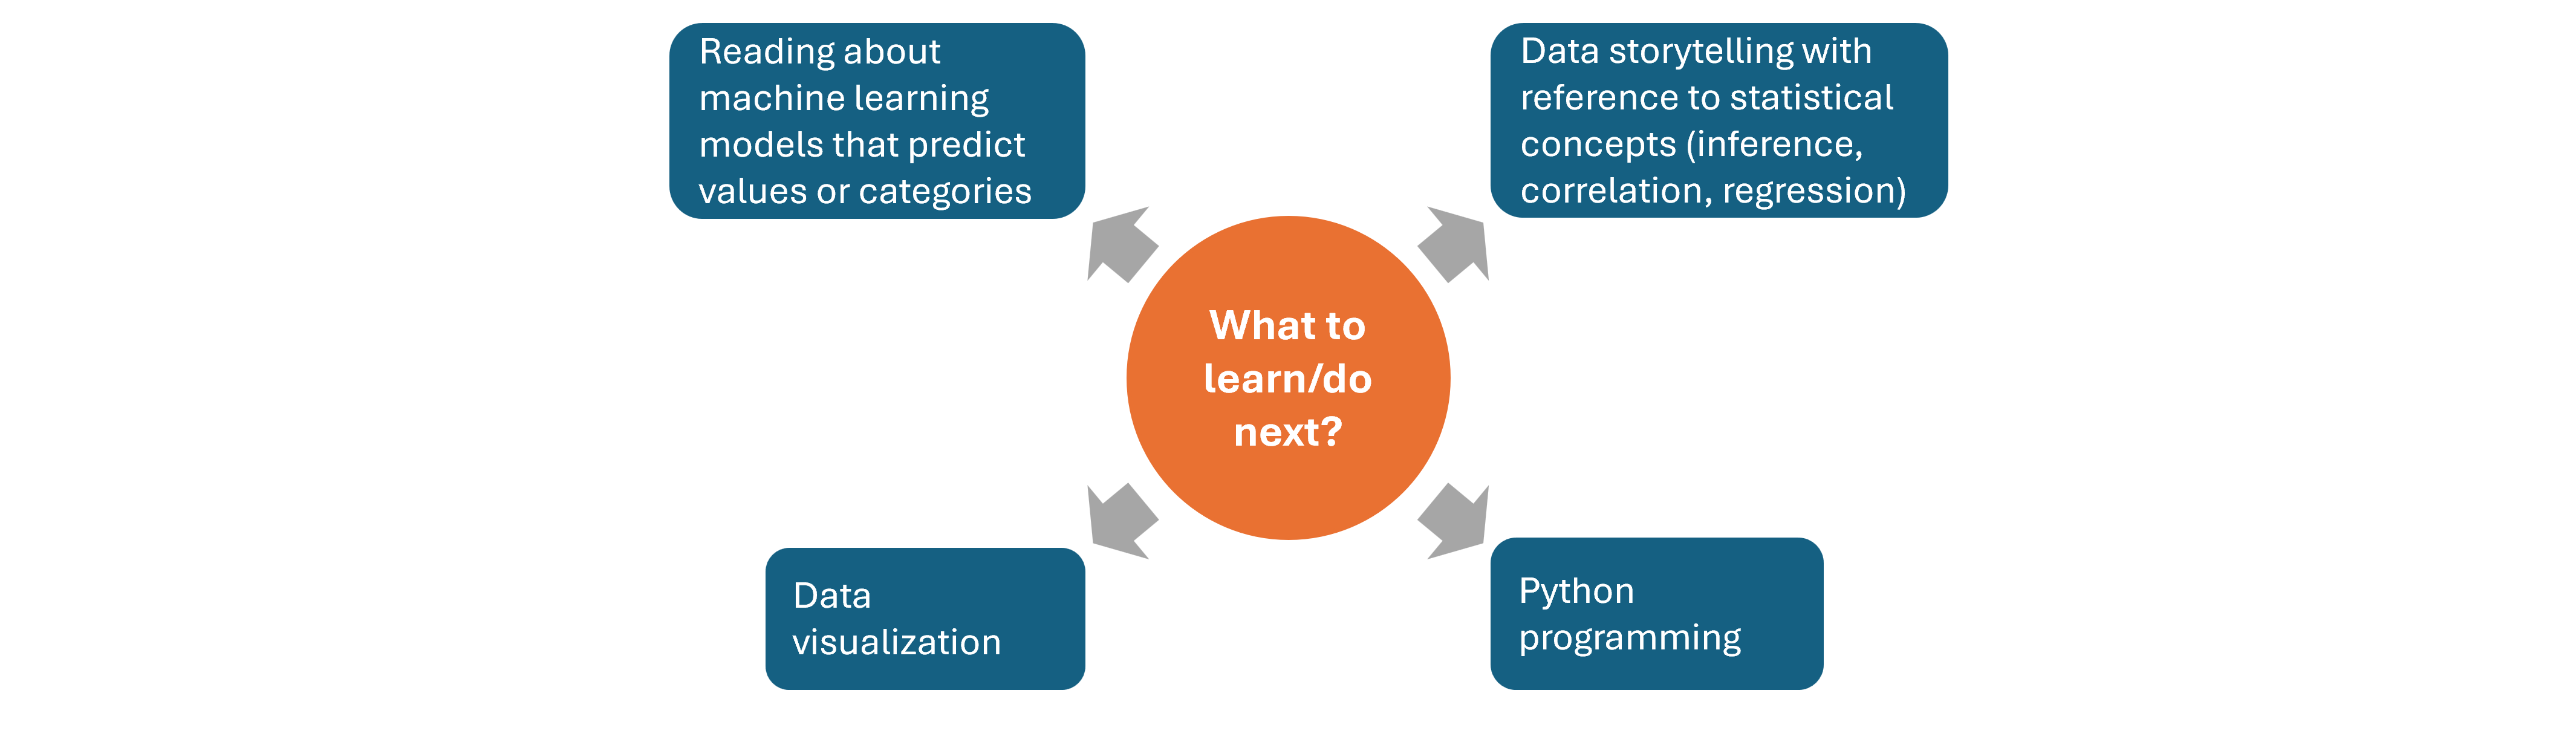 Reading about
machine learning
models that predict
values or categories
Data storytelling with
reference to statistical
concepts (inference,
correlation, regression)
What to
learn/do
next?
Data
visualization
Python
programming